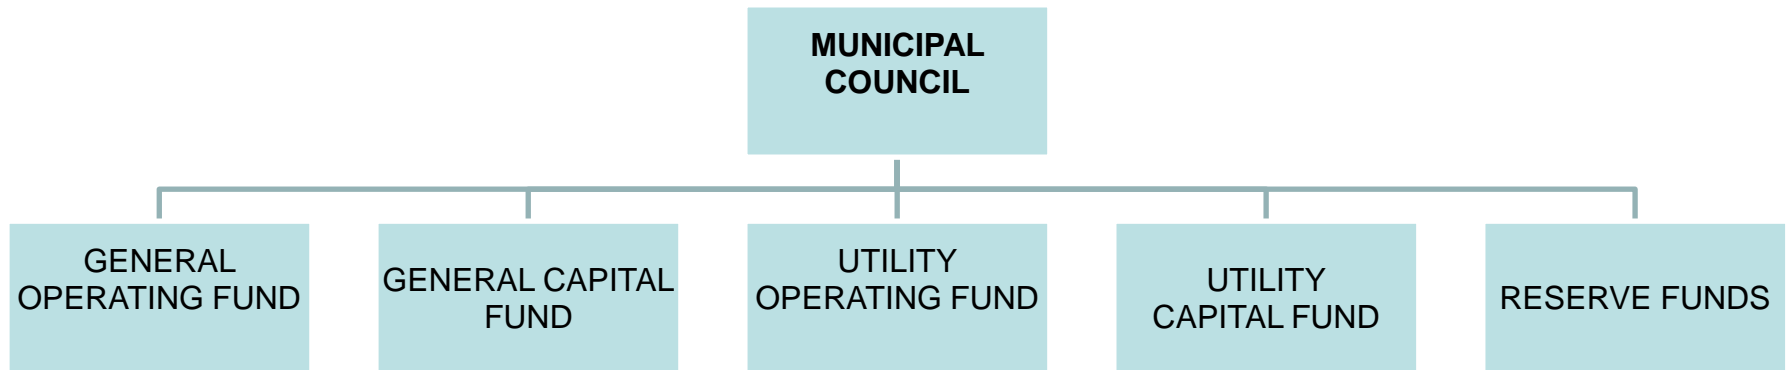 MUNICIPAL
COUNCIL
GENERAL
OPERATING FUND
GENERAL CAPITAL
FUND
UTILITY
OPERATING FUND
UTILITY
CAPITAL FUND
RESERVE FUNDS